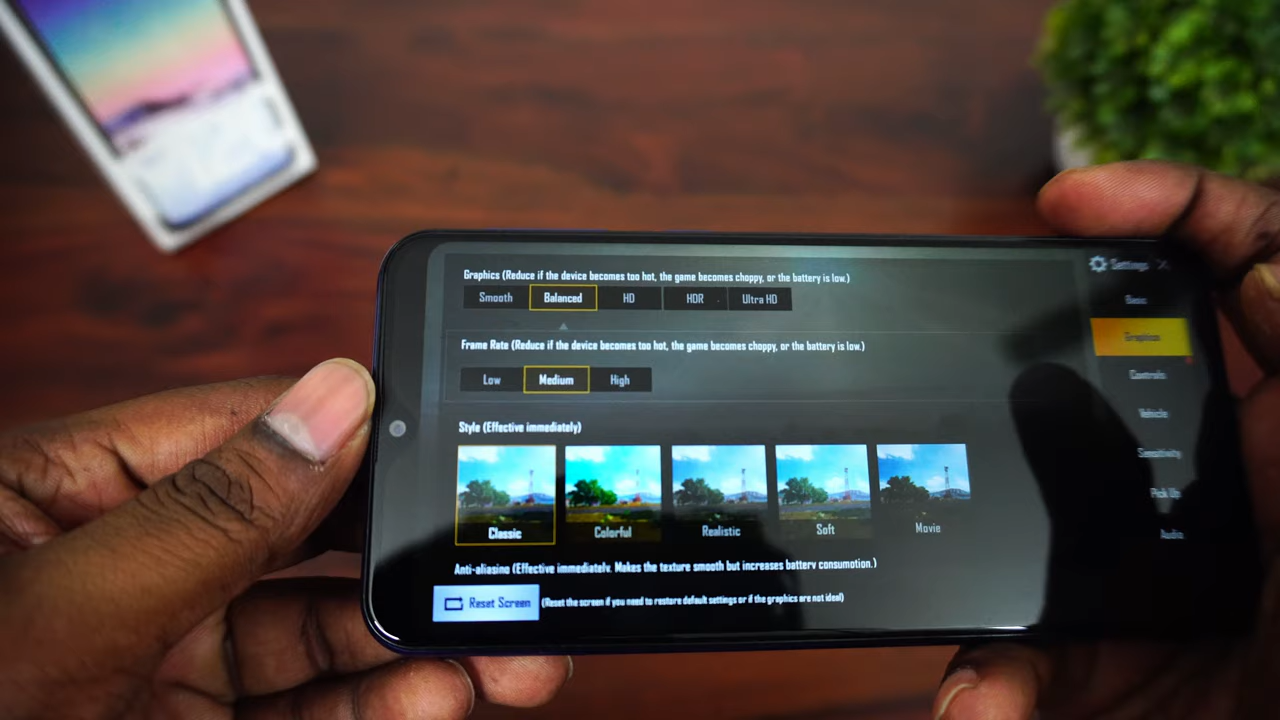 Graphics (Reduce if the device becomes too hot, the game becomes choppy, or the battery is low.)
Smooth Balanced HD HDR Ultra HD
Frame Rate (Reduce if the device becomes too hot, the game becomes choppy, or the battery is low.)
Low Medium High
Style (Effective immediately)
Classic Colorful Realistic Soft Movie
Anti-aliasing (Effective immediately. Makes the texture smooth but increases battery consumption.)
Reset Screen (Reset the screen if you need to restore default settings or if the graphics are not ideal)
Settings X
Basic
Graphics
Controls
Vehicle
Sensitivity
Pick Up
Audio